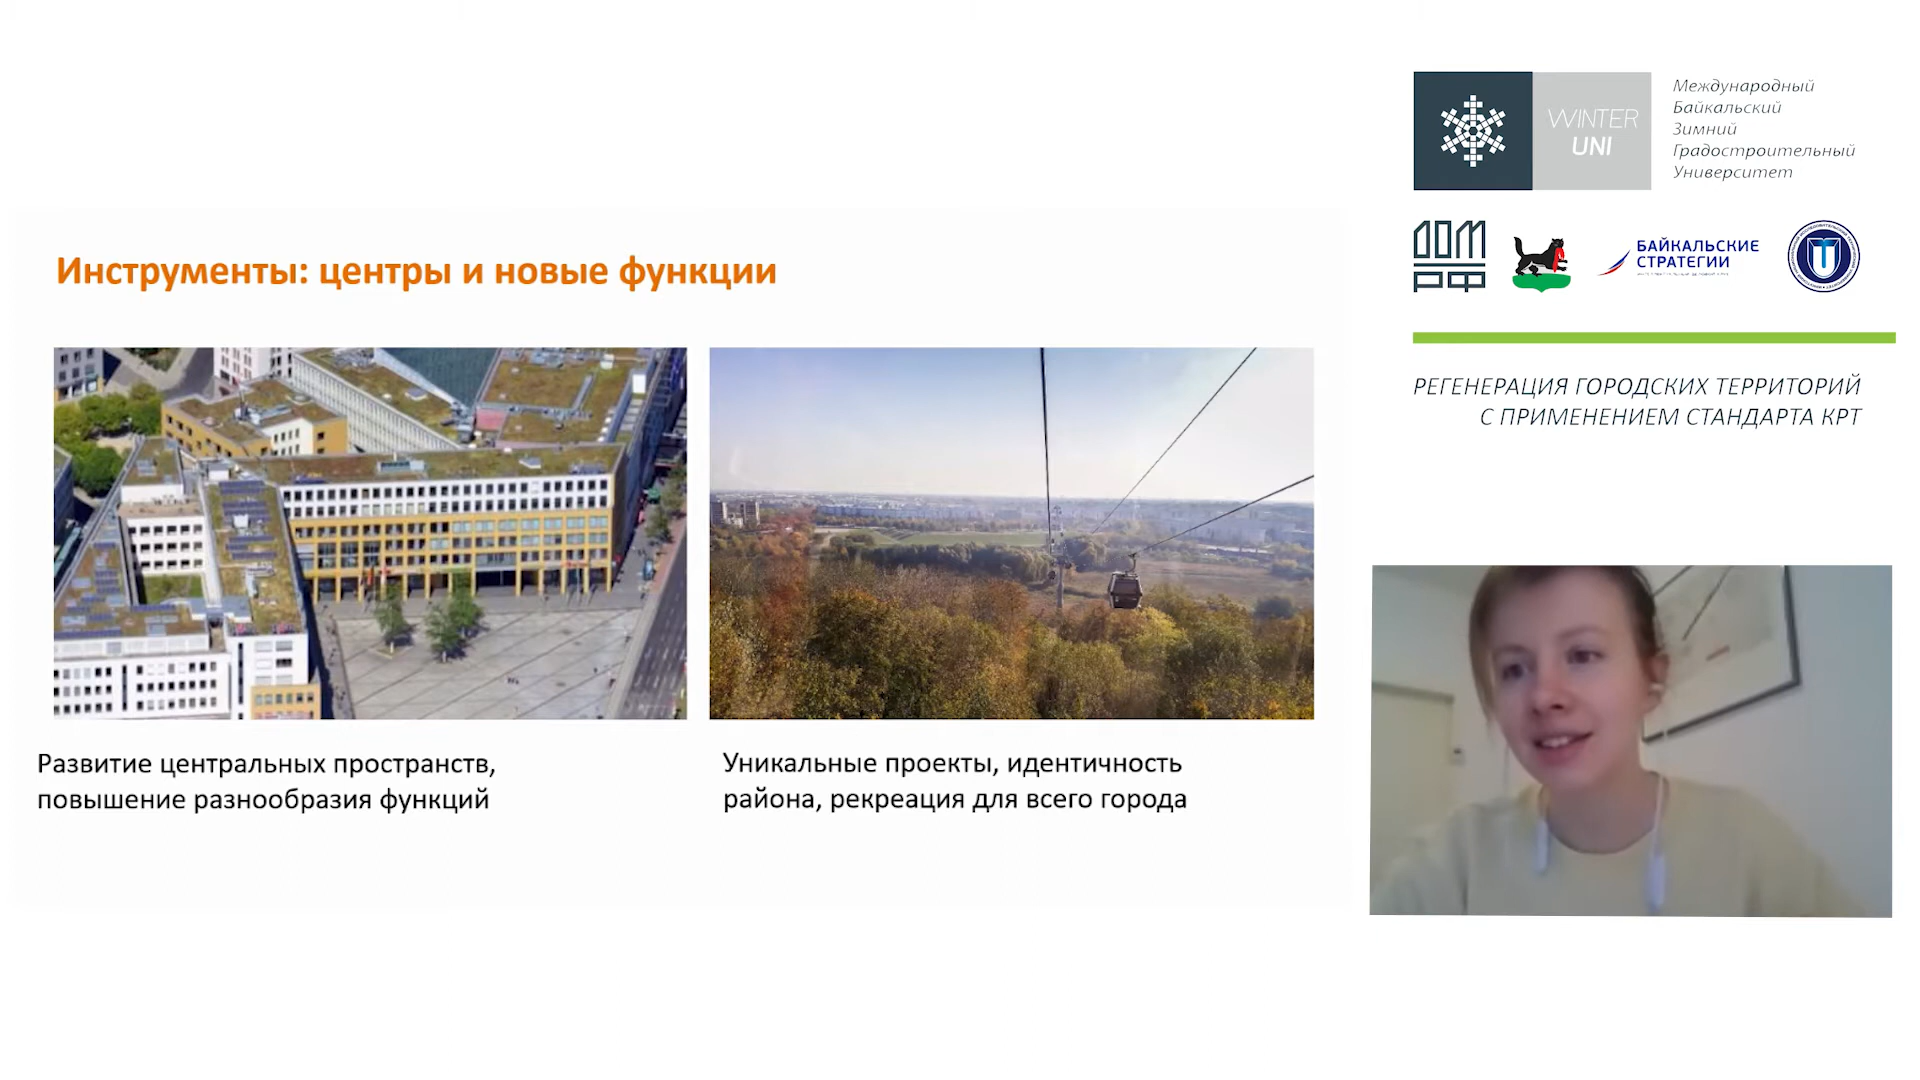 Инструменты: центры и новые функции
Развитие центральных пространств,
повышение разнообразия функций
Уникальные проекты, идентичность
района, рекреация для всего города
WINTER
UNI
Международный
Байкальский
Зимний
Градостроительный
Университет
ДОМ
РФ
БАЙКАЛЬСКИЕ
СТРАТЕГИИ
РЕГЕНЕРАЦИЯ ГОРОДСКИХ ТЕРРИТОРИЙ
С ПРИМЕНЕНИЕМ СТАНДАРТА КРТ